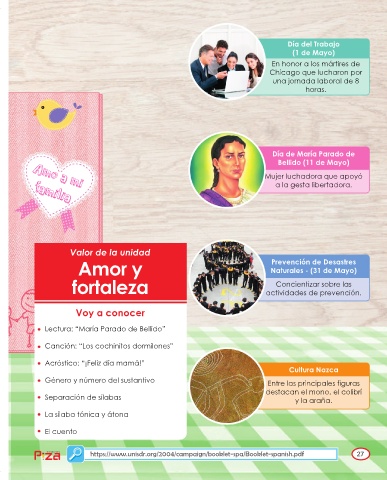 Día del Trabajo
(1 de Mayo)
En honor a los mártires de
Chicago que lucharon por
una jornada laboral de 8
horas.
Amo a mi
familia
Día de María Parado de
Bellido (11 de Mayo)
Mujer luchadora que apoyó
a la gesta libertadora.
Valor de la unidad
Amor y
fortaleza
Voy a conocer
• Lectura: “María Parado de Bellido”
• Canción: “Los cochinitos dormilones”
• Acróstico: “¡Feliz día mamá!”
• Género y número del sustantivo
• Separación de sílabas
• La sílaba tónica y átona
• El cuento
Prevención de Desastres
Naturales - (31 de Mayo)
Concientizar sobre las
actividades de prevención.
Cultura Nazca
Entre las principales figuras
destacan el mono, el colibrí
y la araña.
https://www.unisdr.org/2004/campaign/booklet-spa/Booklet-spanish.pdf
27